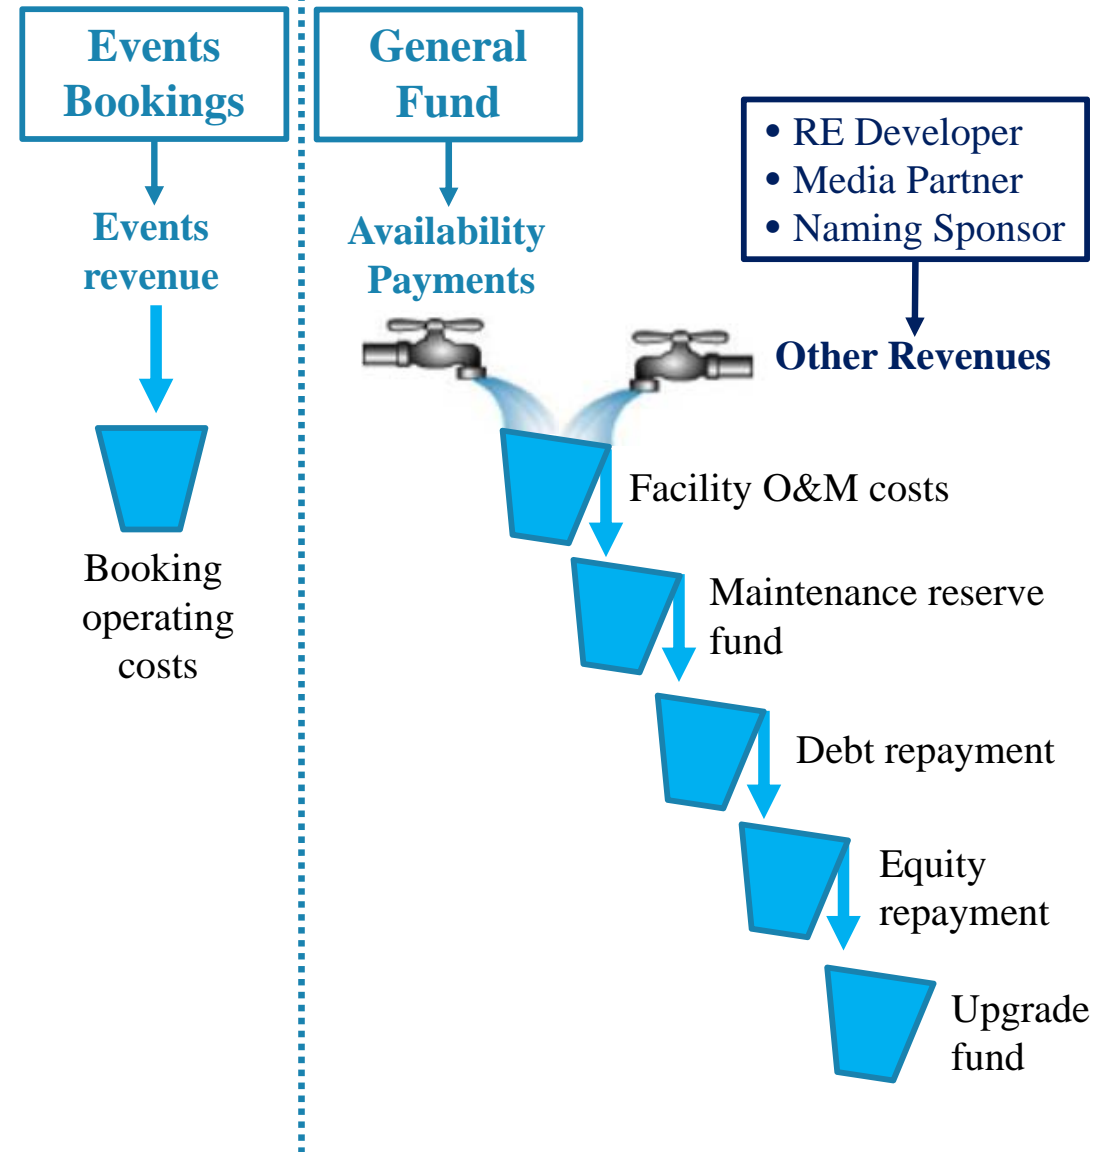 Events
Bookings
Events
revenue
Booking
operating
costs
General
Fund
Availability
Payments
• RE Developer
• Media Partner
• Naming Sponsor
Other Revenues
Facility O&M costs
Maintenance reserve
fund
Debt repayment
Equity
repayment
Upgrade
fund